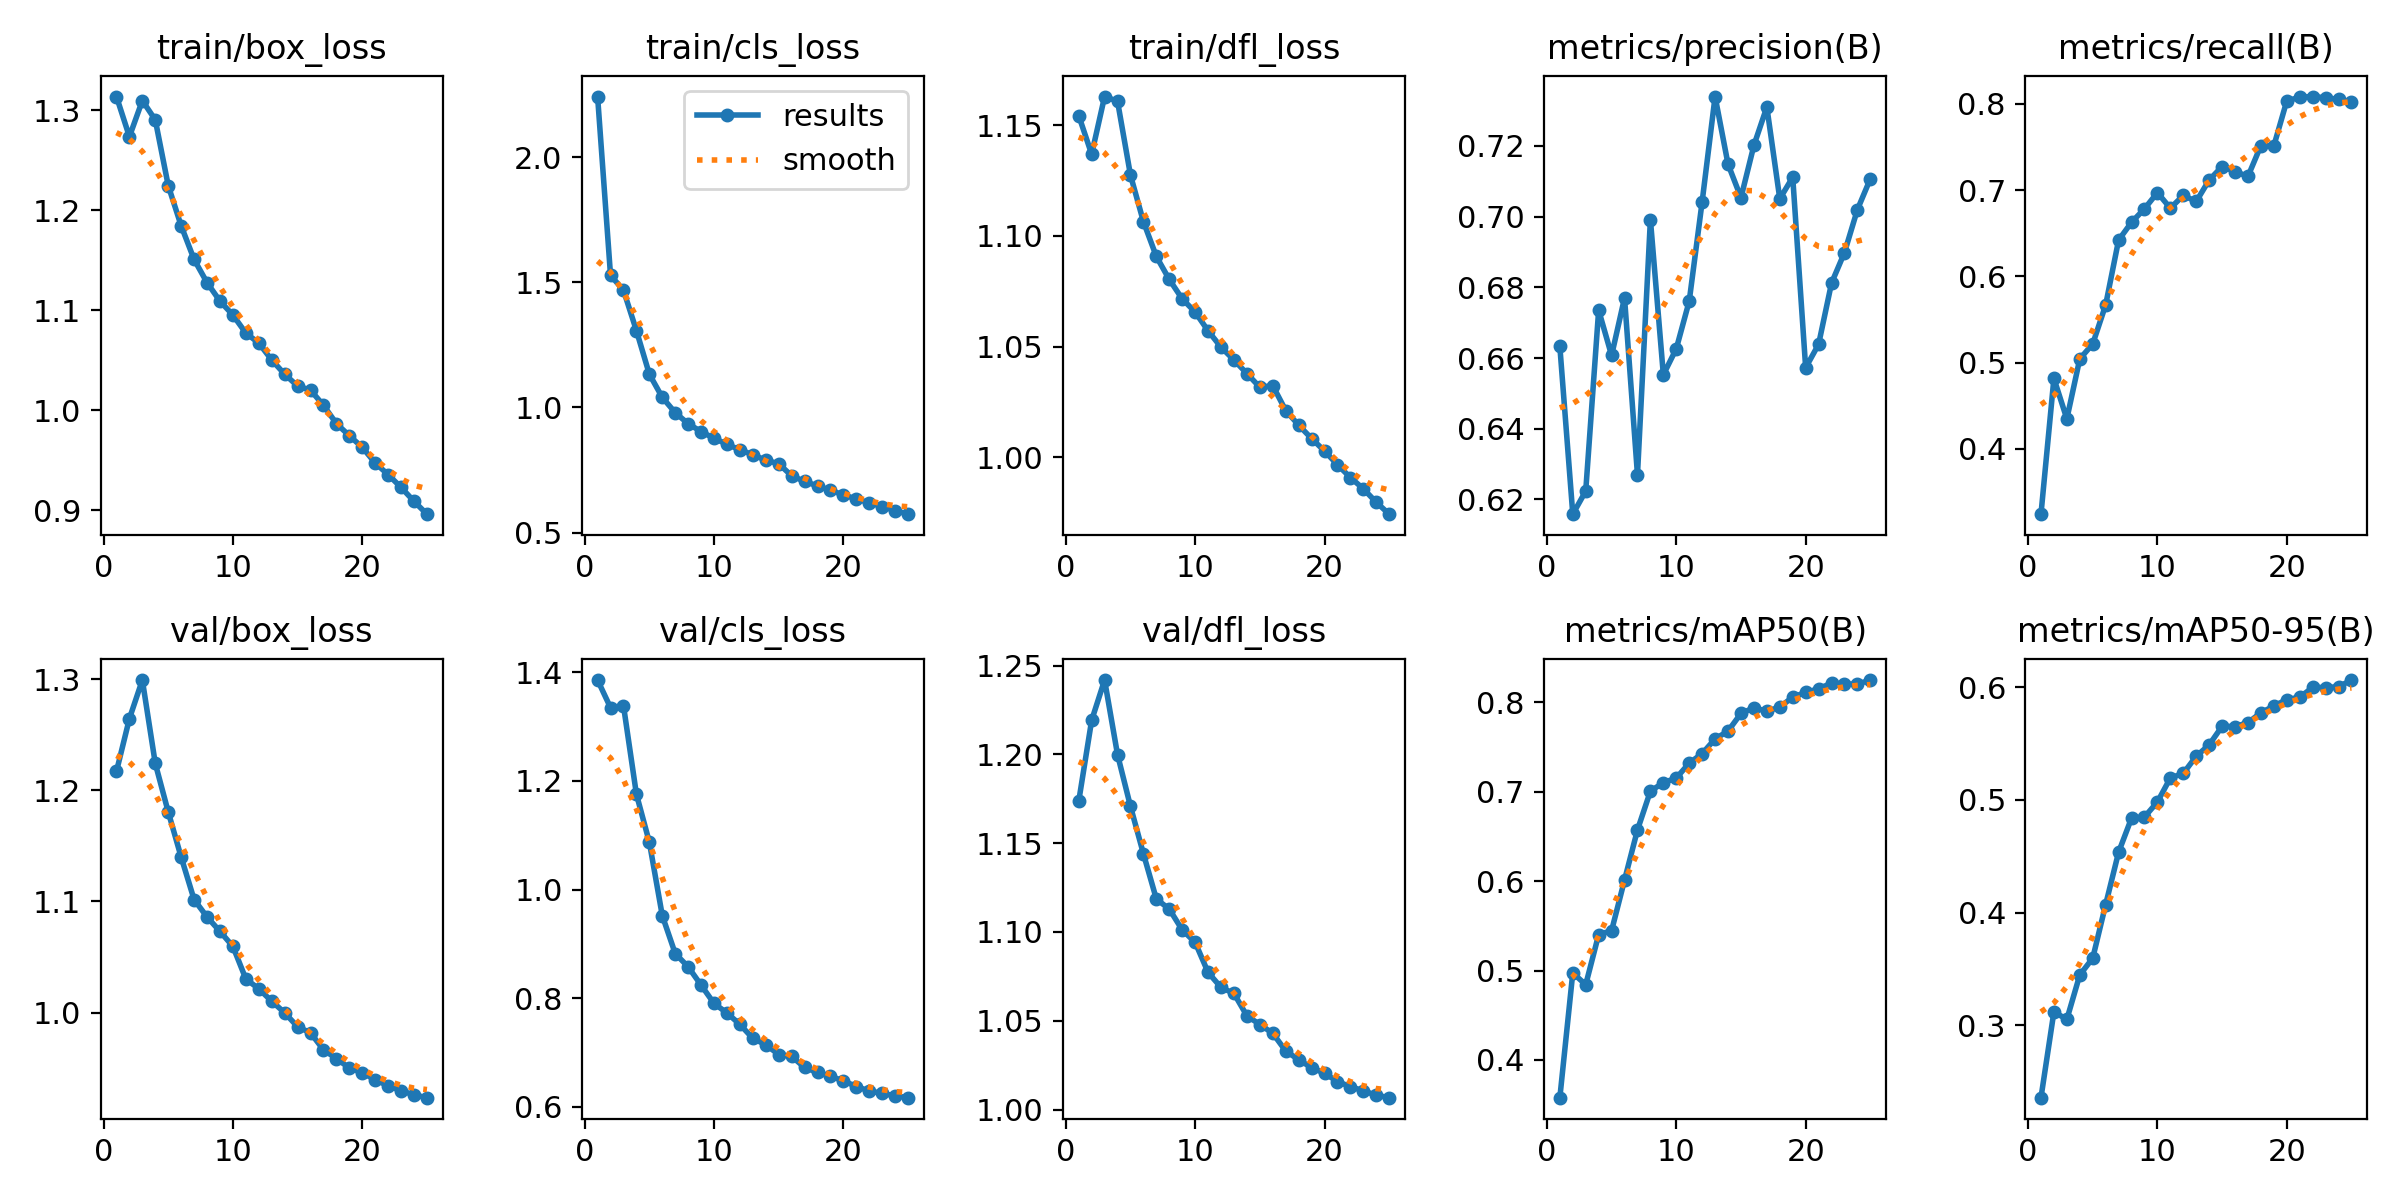 train/box_loss
1.3
1.2
1.1
1.0
0.9
0 10 20
train/cls_loss
results
smooth
2.0
1.5
1.0
0.5
0 10 20
train/dfl_loss
1.15
1.10
1.05
1.00
0 10 20
metrics/precision(B)
0.72
0.70
0.68
0.66
0.64
0.62
0 10 20
metrics/recall(B)
0.8
0.7
0.6
0.5
0.4
0 10 20
val/box_loss
1.3
1.2
1.1
1.0
0 10 20
val/cls_loss
1.4
1.2
1.0
0.8
0.6
0 10 20
val/dfl_loss
1.25
1.20
1.15
1.10
1.05
1.00
0 10 20
metrics/mAP50(B)
0.8
0.7
0.6
0.5
0.4
0 10 20
metrics/mAP50-95(B)
0.6
0.5
0.4
0.3
0 10 20